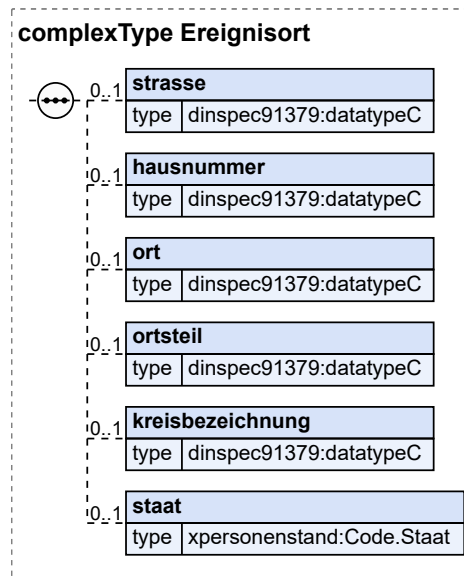 complexType Ereignisort
0..1 strasse
type dinspec91379:datatypeC
0..1 hausnummer
type dinspec91379:datatypeC
0..1 ort
type dinspec91379:datatypeC
0..1 ortsteil
type dinspec91379:datatypeC
0..1 kreisbezeichnung
type dinspec91379:datatypeC
0..1 staat
type xpersonenstand:Code.Staat